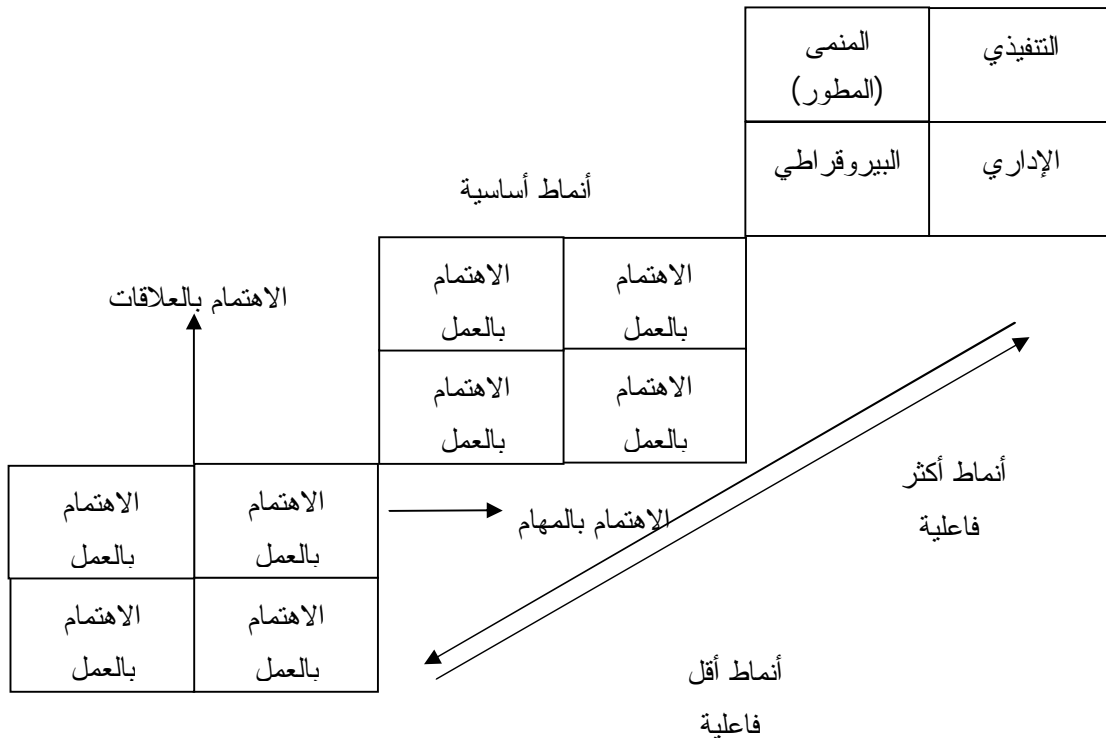 التنفيذي
المنمى
(المطور)
الإداري
البيروقراطي
أنماط أساسية
الاهتمام
بالعمل
الاهتمام
بالعمل
الاهتمام
بالعمل
الاهتمام
بالعمل
الاهتمام بالعلاقات
الاهتمام بالمهام
أنماط أكثر
فاعلية
الاهتمام
بالعمل
الاهتمام
بالعمل
الاهتمام
بالعمل
الاهتمام
بالعمل
أنماط أقل
فاعلية